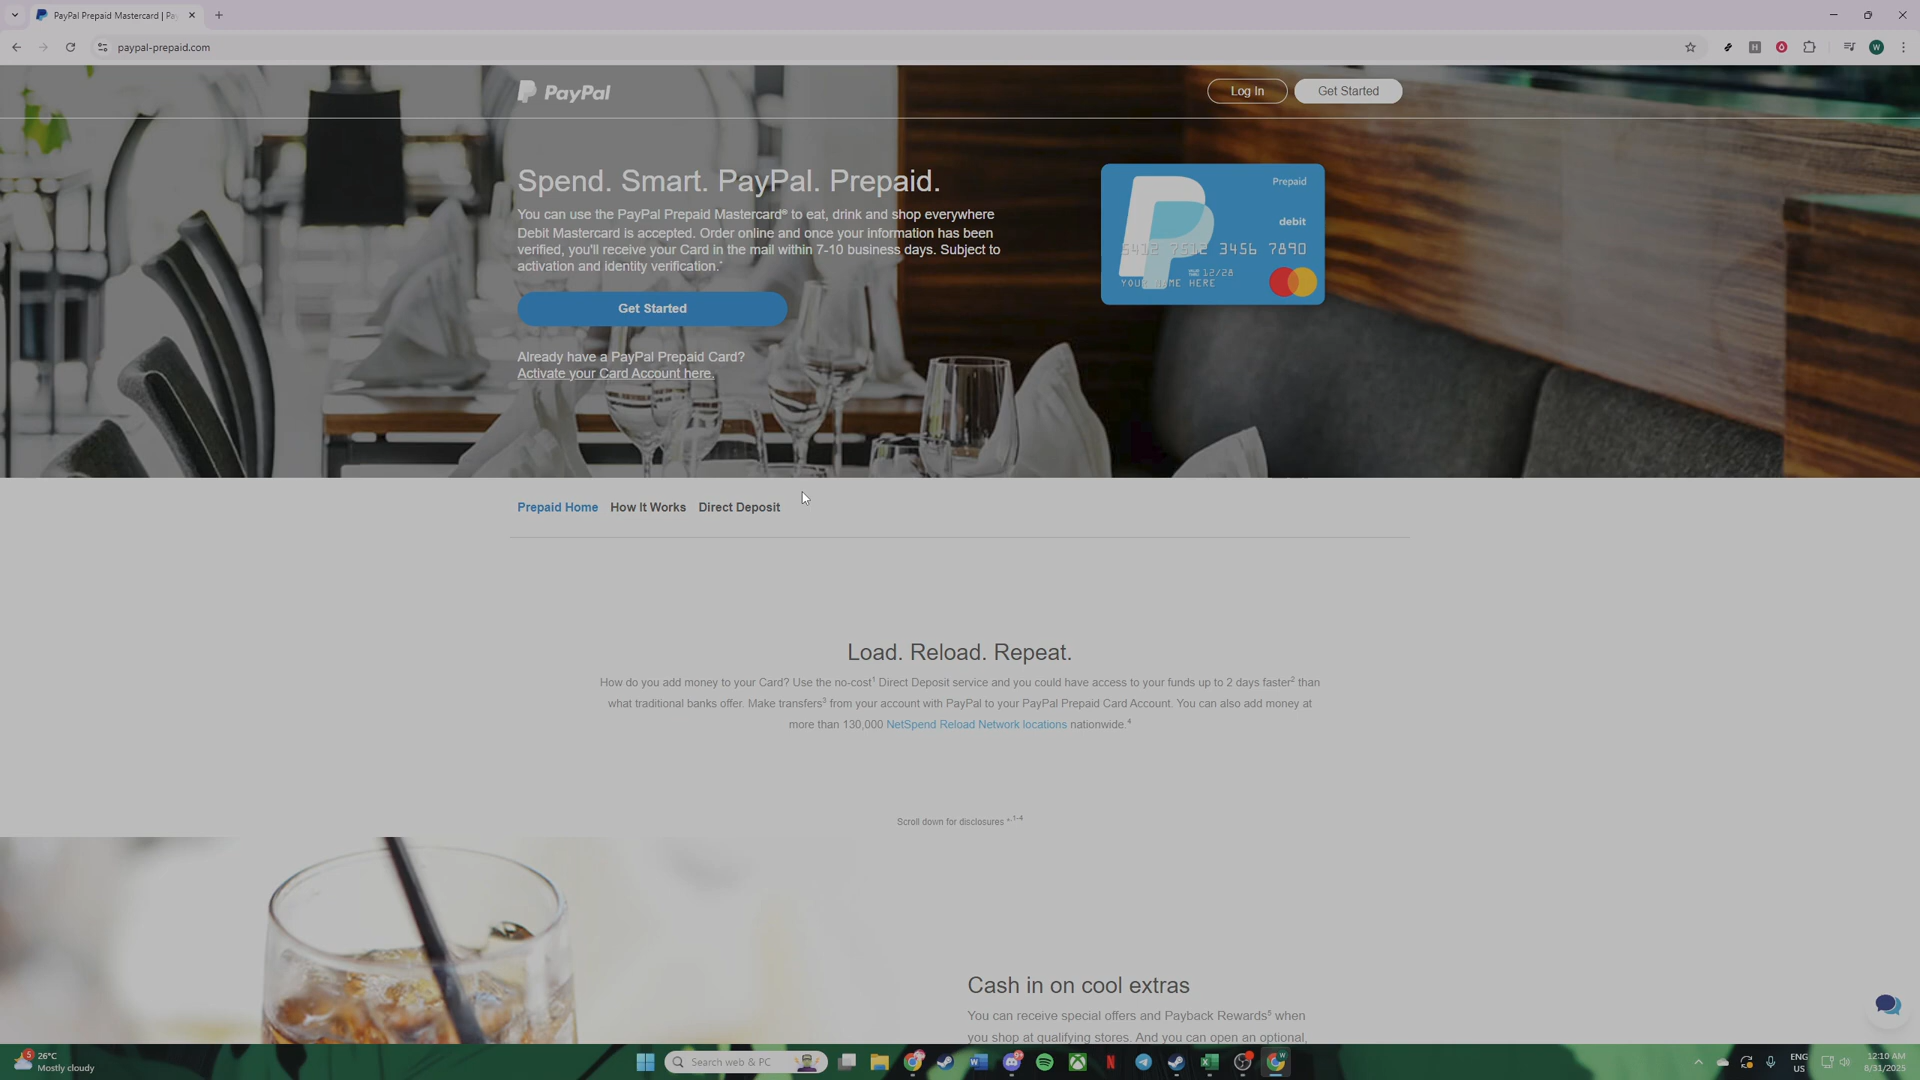 PayPal Prepaid Mastercard | Pa
paypal-prepaid.com
PayPal
Log In
Get Started
Spend. Smart. PayPal. Prepaid.
You can use the PayPal Prepaid Mastercard® to eat, drink and shop everywhere
Debit Mastercard is accepted. Order online and once your information has been
verified, you'll receive your Card in the mail within 7-10 business days. Subject to
activation and identity verification.*
Get Started
Already have a PayPal Prepaid Card?
Activate your Card Account here.
Prepaid
debit
5412 7512 3456 7890
12/28
YOUR NAME HERE
Prepaid Home
How It Works
Direct Deposit
Load. Reload. Repeat.
How do you add money to your Card? Use the no-cost¹ Direct Deposit service and you could have access to your funds up to 2 days faster² than
what traditional banks offer. Make transfers³ from your account with PayPal to your PayPal Prepaid Card Account. You can also add money at
more than 130,000 NetSpend Reload Network locations nationwide.⁴
Scroll down for disclosures *,1-4
Cash in on cool extras
You can receive special offers and Payback Rewards⁵ when
you shop at qualifying stores. And you can open an optional,
5
26°C
Mostly cloudy
Search web & PC
ENG
US
12:10 AM
8/31/2025